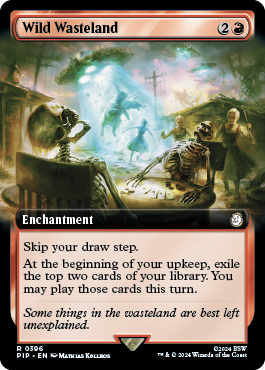 Wild Wasteland 2
Enchantment
Skip your draw step.
At the beginning of your upkeep, exile
the top two cards of your library. You
may play those cards this turn.
Some things in the wasteland are best left
unexplained.
R 0396 ©2024 BSW
PIP • EN Mathias Kollros ™ & © 2024 Wizards of the Coast